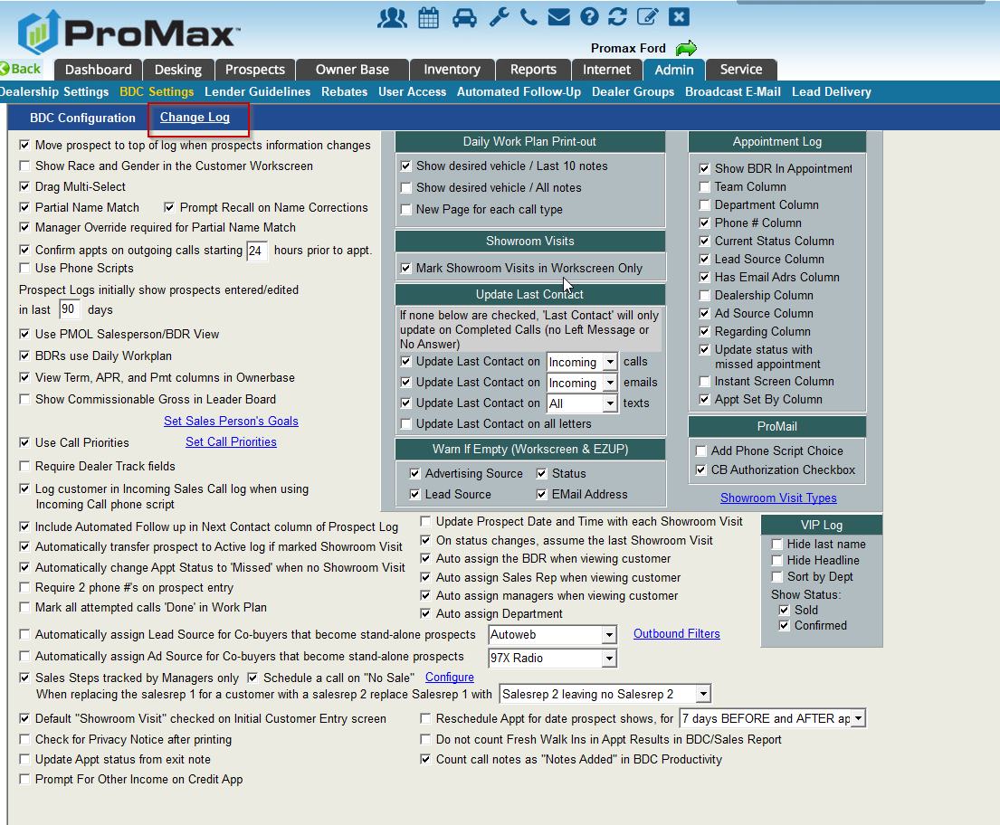 ProMax™
Promax Ford
Back
Dashboard Desking Prospects Owner Base Inventory Reports Internet Admin Service
Dealership Settings BDC Settings Lender Guidelines Rebates User Access Automated Follow-Up Dealer Groups Broadcast E-Mail Lead Delivery
BDC Configuration Change Log
Move prospect to top of log when prospects information changes
Show Race and Gender in the Customer Workscreen
Drag Multi-Select
Partial Name Match Prompt Recall on Name Corrections
Manager Override required for Partial Name Match
Confirm appts on outgoing calls starting 24 hours prior to appt.
Use Phone Scripts
Prospect Logs initially show prospects entered/edited
in last 90 days
Use PMOL Salesperson/BDR View
BDRs use Daily Workplan
View Term, APR, and Pmt columns in Ownerbase
Show Commissionable Gross in Leader Board
Set Sales Person's Goals
Use Call Priorities Set Call Priorities
Require Dealer Track fields
Log customer in Incoming Sales Call log when using
Incoming Call phone script
Daily Work Plan Print-out
Show desired vehicle / Last 10 notes
Show desired vehicle / All notes
New Page for each call type
Showroom Visits
Mark Showroom Visits in Workscreen Only
Update Last Contact
If none below are checked, 'Last Contact' will only
update on Completed Calls (no Left Message or
No Answer)
Update Last Contact on Incoming calls
Update Last Contact on Incoming emails
Update Last Contact on All texts
Update Last Contact on all letters
Warn If Empty (Workscreen & EZUP)
Advertising Source Status
Lead Source EMail Address
Appointment Log
Show BDR In Appointment
Team Column
Department Column
Phone # Column
Current Status Column
Lead Source Column
Has Email Adrs Column
Dealership Column
Ad Source Column
Regarding Column
Update status with
missed appointment
Instant Screen Column
Appt Set By Column
ProMail
Add Phone Script Choice
CB Authorization Checkbox
Showroom Visit Types
Include Automated Follow up in Next Contact column of Prospect Log
Automatically transfer prospect to Active log if marked Showroom Visit
Automatically change Appt Status to 'Missed' when no Showroom Visit
Require 2 phone #'s on prospect entry
Mark all attempted calls 'Done' in Work Plan
Update Prospect Date and Time with each Showroom Visit
On status changes, assume the last Showroom Visit
Auto assign the BDR when viewing customer
Auto assign Sales Rep when viewing customer
Auto assign managers when viewing customer
Auto assign Department
VIP Log
Hide last name
Hide Headline
Sort by Dept
Show Status:
Sold
Confirmed
Automatically assign Lead Source for Co-buyers that become stand-alone prospects Autoweb Outbound Filters
Automatically assign Ad Source for Co-buyers that become stand-alone prospects 97X Radio
Sales Steps tracked by Managers only Schedule a call on "No Sale" Configure
When replacing the salesrep 1 for a customer with a salesrep 2 replace Salesrep 1 with Salesrep 2 leaving no Salesrep 2
Default "Showroom Visit" checked on Initial Customer Entry screen Reschedule Appt for date prospect shows, for 7 days BEFORE and AFTER ap
Check for Privacy Notice after printing Do not count Fresh Walk Ins in Appt Results in BDC/Sales Report
Update Appt status from exit note Count call notes as "Notes Added" in BDC Productivity
Prompt For Other Income on Credit App